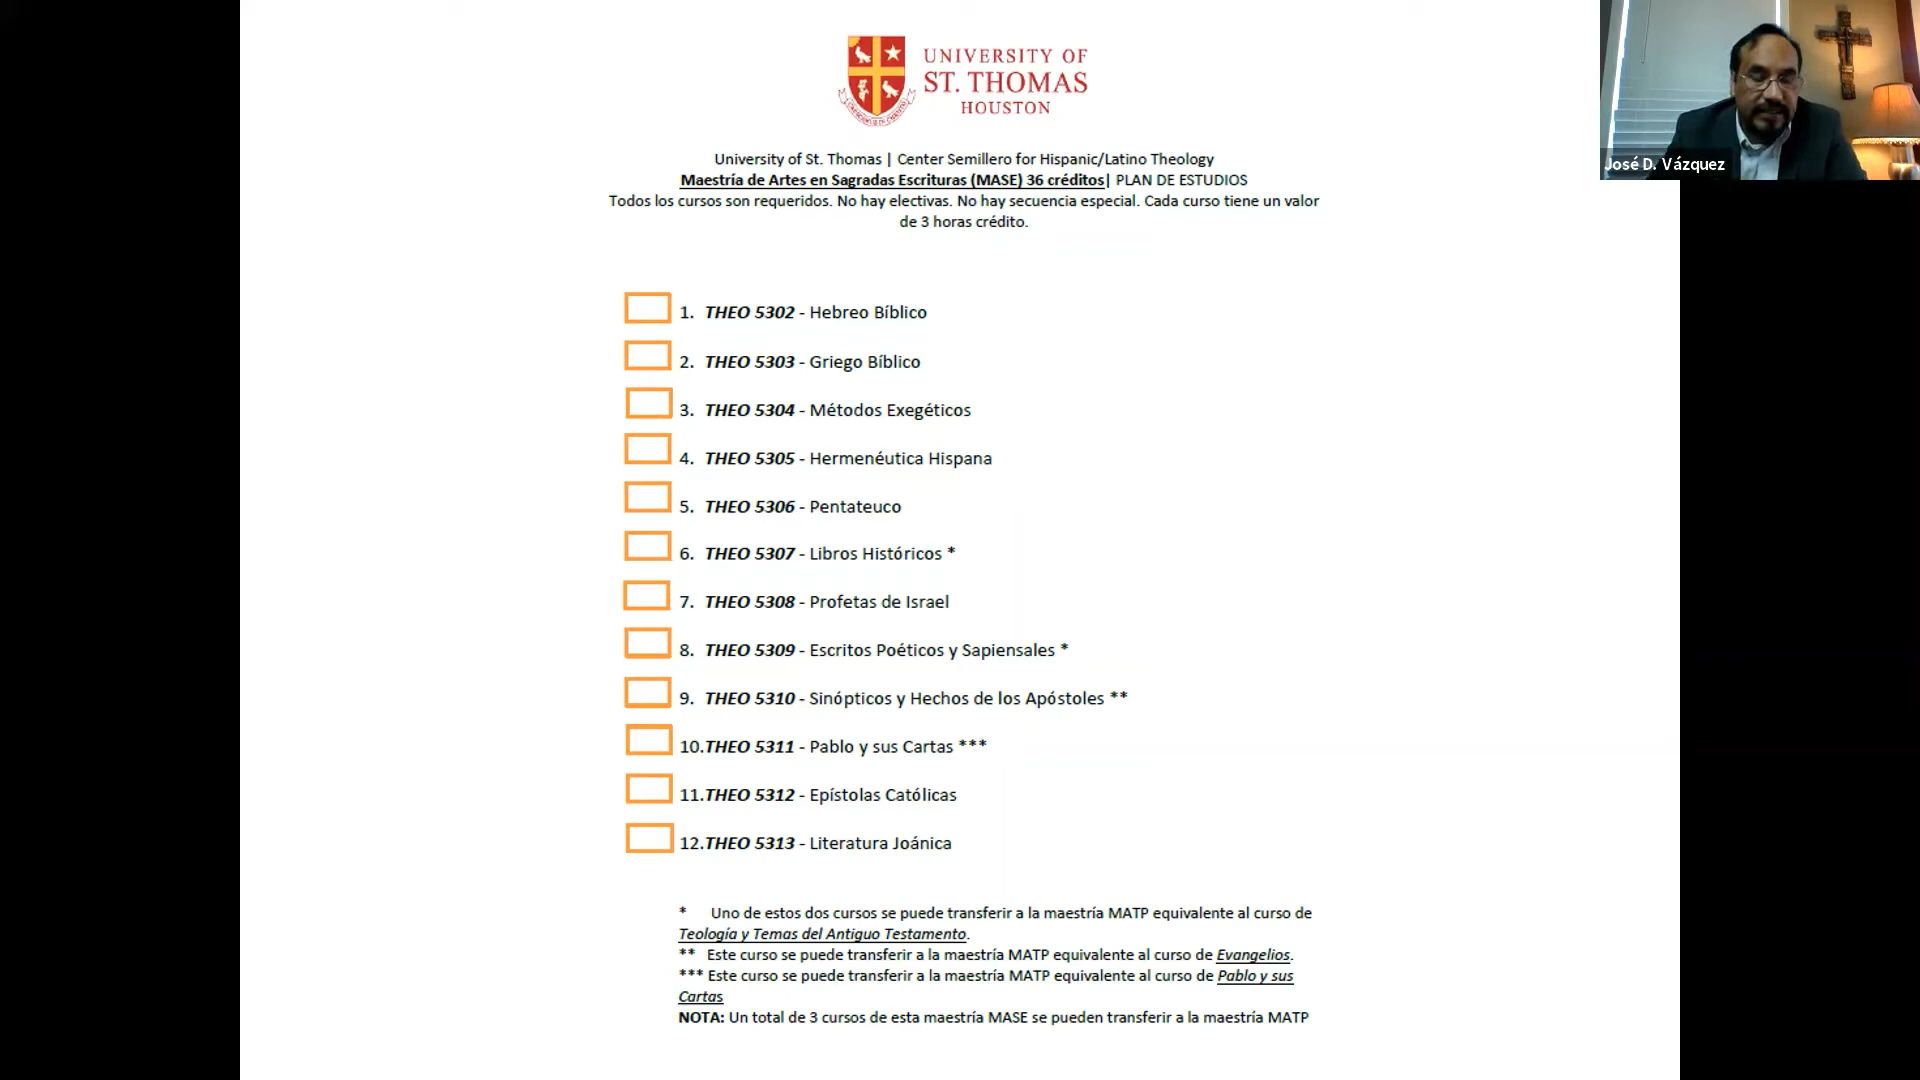 UNIVERSITY OF
ST. THOMAS
HOUSTON
José D. Vázquez
University of St. Thomas | Center Semillero for Hispanic/Latino Theology
Maestría de Artes en Sagradas Escrituras (MASE) 36 créditos| PLAN DE ESTUDIOS
Todos los cursos son requeridos. No hay electivas. No hay secuencia especial. Cada curso tiene un valor
de 3 horas crédito.
1. THEO 5302 - Hebreo Bíblico
2. THEO 5303 - Griego Bíblico
3. THEO 5304 - Métodos Exegéticos
4. THEO 5305 - Hermenéutica Hispana
5. THEO 5306 - Pentateuco
6. THEO 5307 - Libros Históricos *
7. THEO 5308 - Profetas de Israel
8. THEO 5309 - Escritos Poéticos y Sapiensales *
9. THEO 5310 - Sinópticos y Hechos de los Apóstoles **
10.THEO 5311 - Pablo y sus Cartas ***
11.THEO 5312 - Epístolas Católicas
12.THEO 5313 - Literatura Joánica
* Uno de estos dos cursos se puede transferir a la maestría MATP equivalente al curso de
Teología y Temas del Antiguo Testamento.
** Este curso se puede transferir a la maestría MATP equivalente al curso de Evangelios.
*** Este curso se puede transferir a la maestría MATP equivalente al curso de Pablo y sus
Cartas
NOTA: Un total de 3 cursos de esta maestría MASE se pueden transferir a la maestría MATP